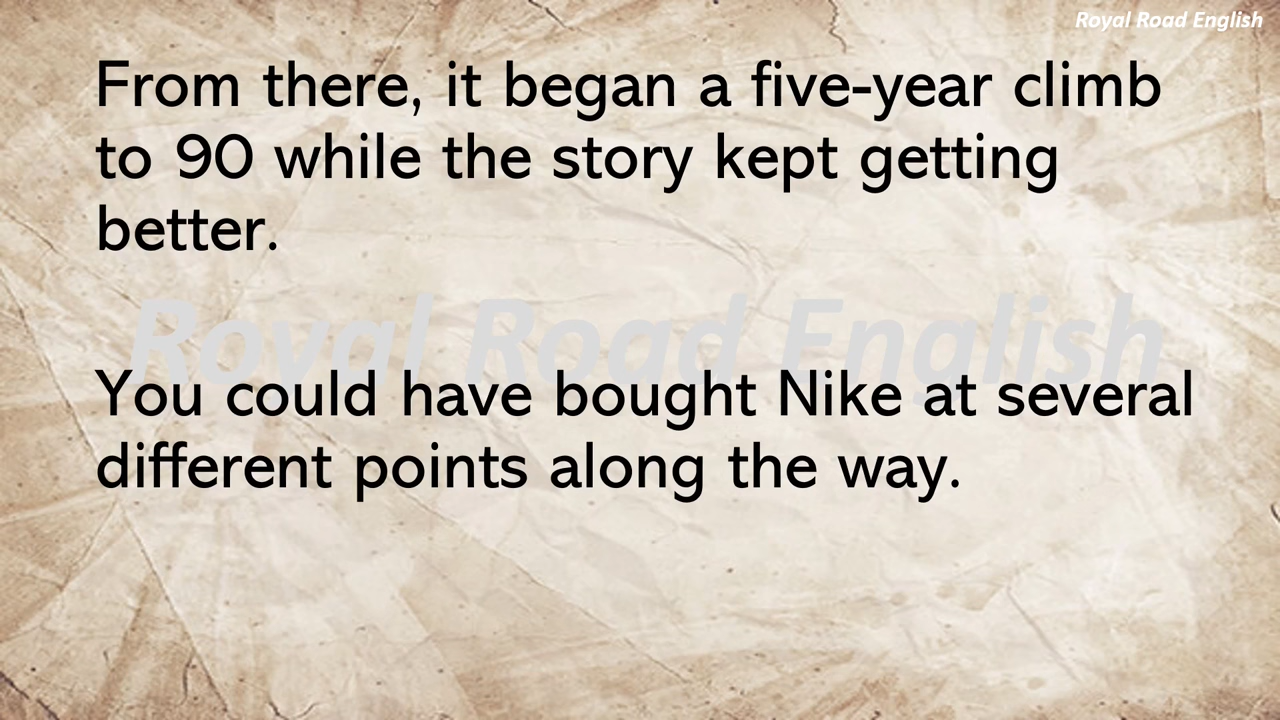 Royal Road English
From there, it began a five-year climb
to 90 while the story kept getting
better.
Royal Road English
You could have bought Nike at several
different points along the way.